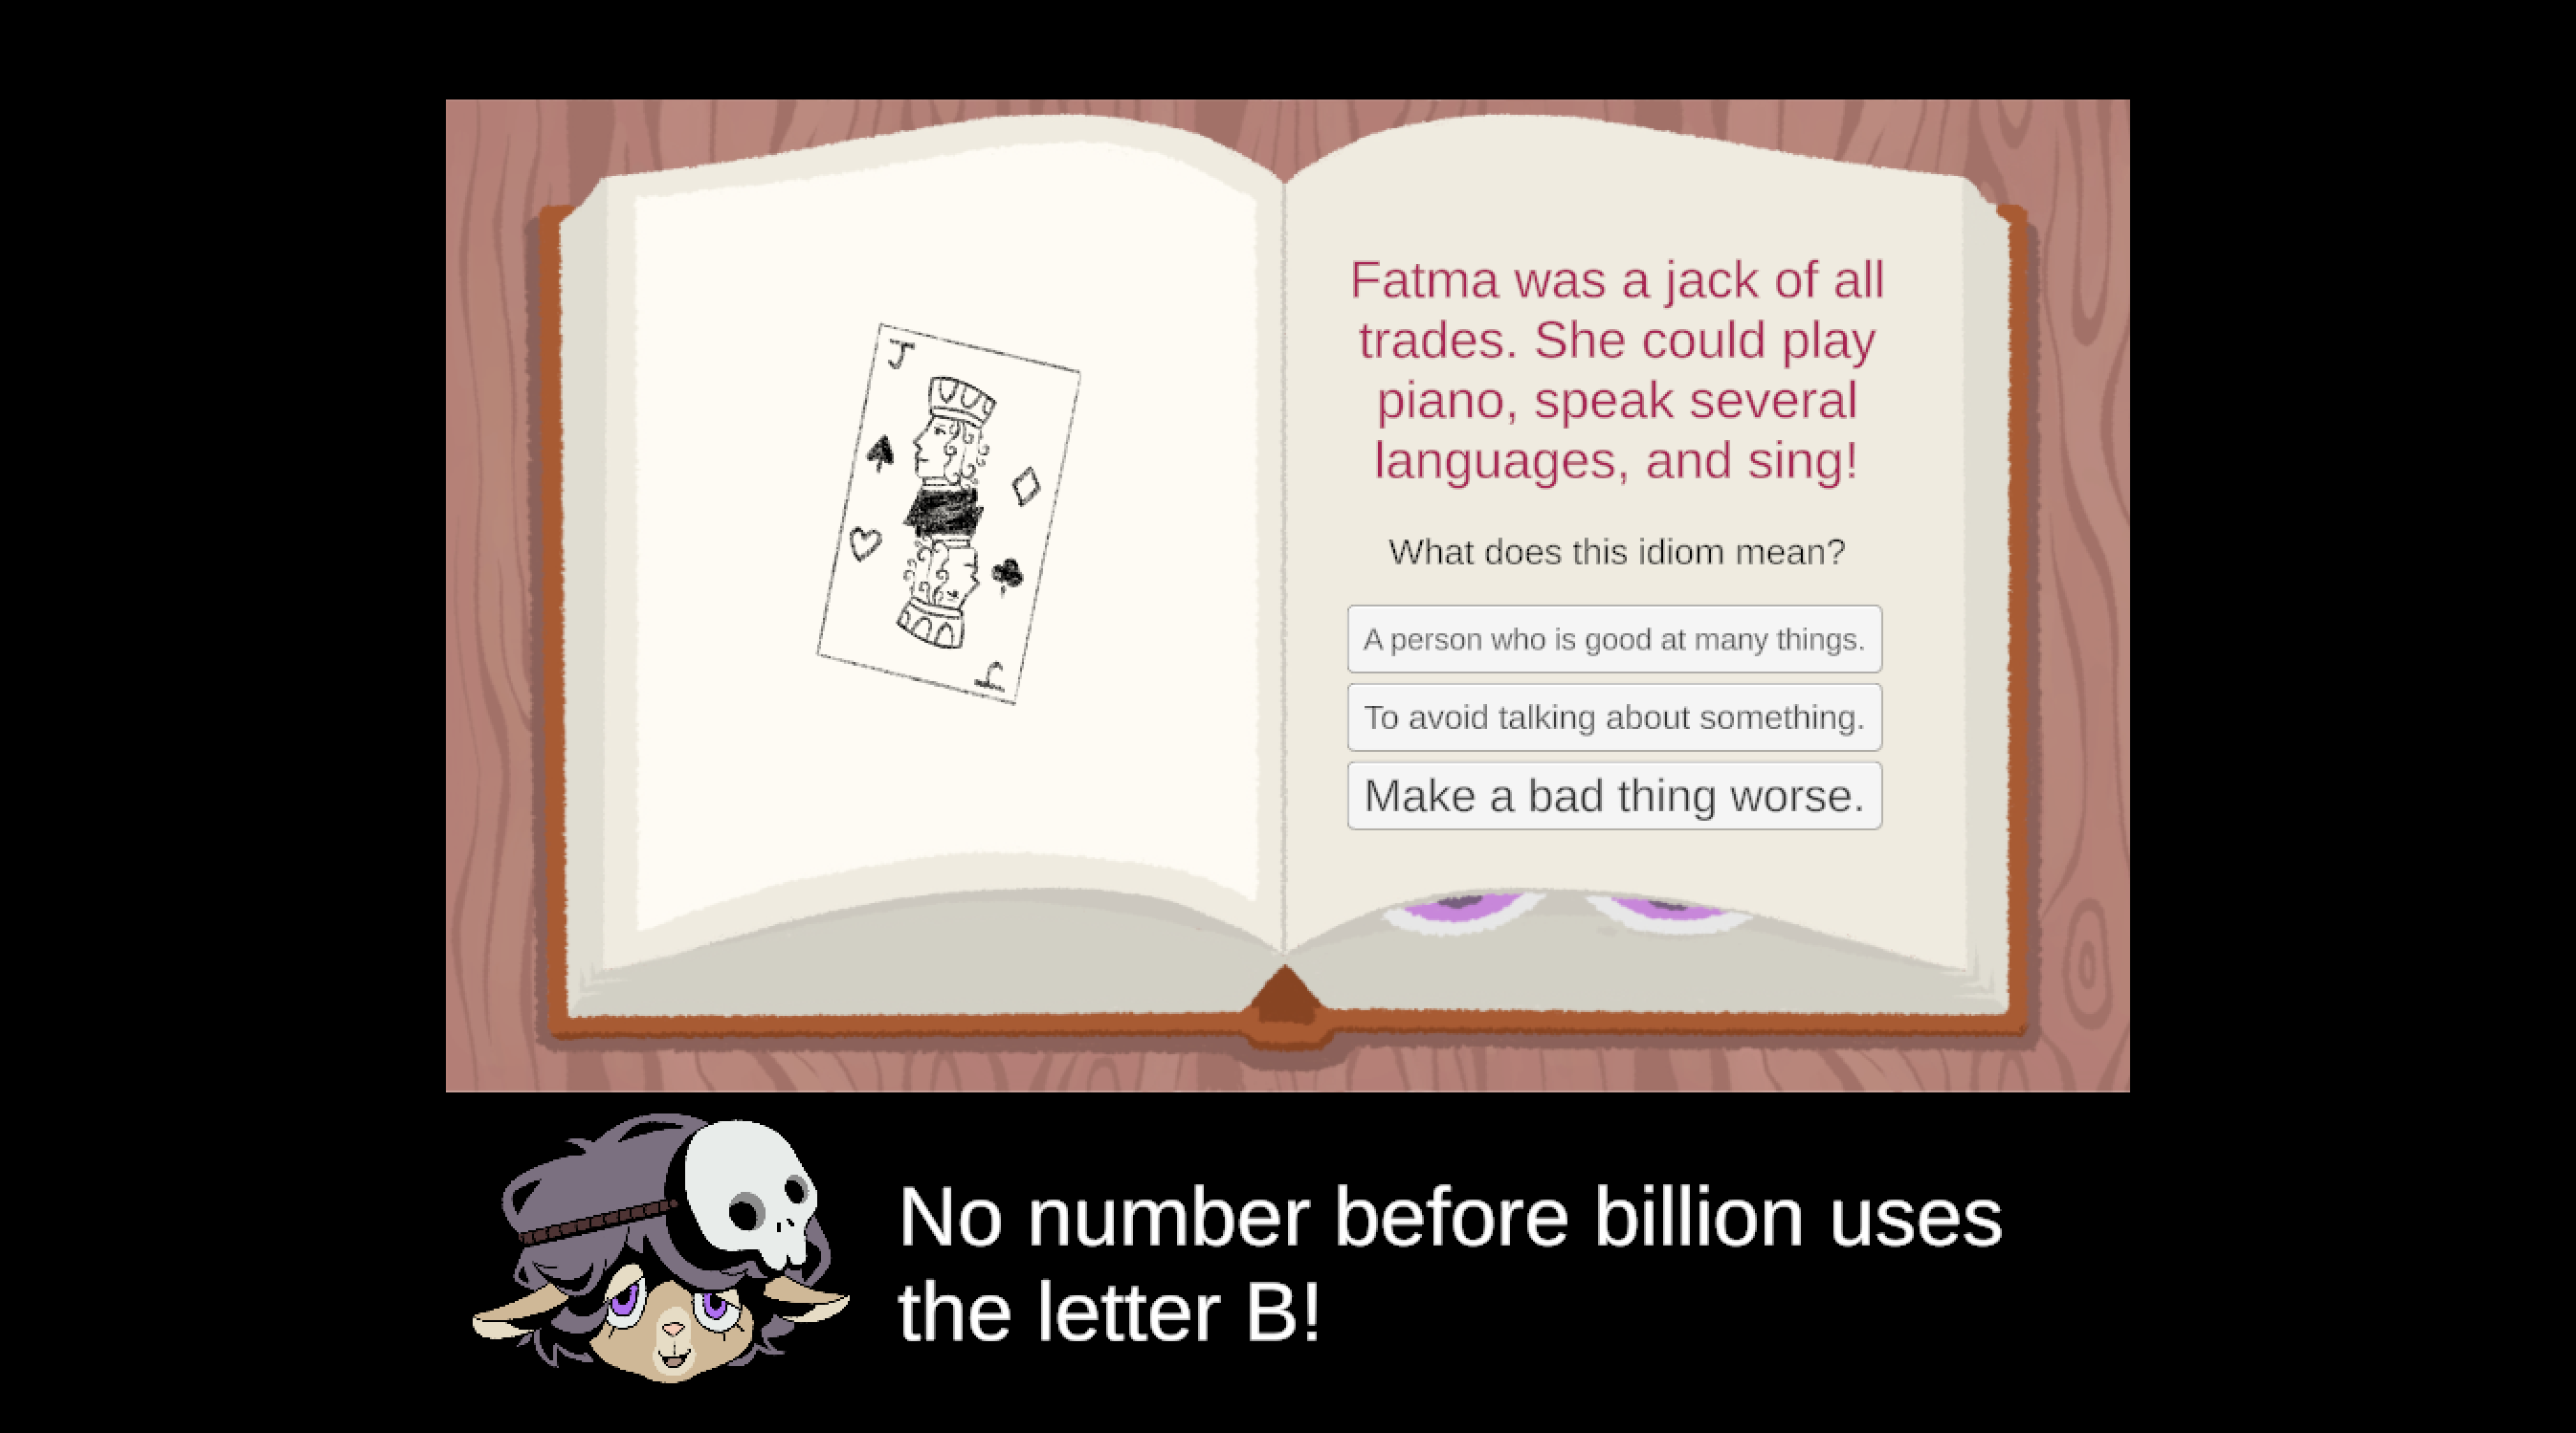 J
J
Fatma was a jack of all
trades. She could play
piano, speak several
languages, and sing!
What does this idiom mean?
A person who is good at many things.
To avoid talking about something.
Make a bad thing worse.
No number before billion uses
the letter B!